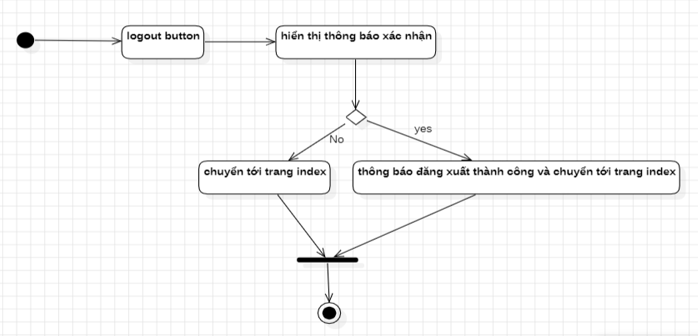 logout button
hiển thị thông báo xác nhận
No
yes
chuyển tới trang index
thông báo đăng xuất thành công và chuyển tới trang index